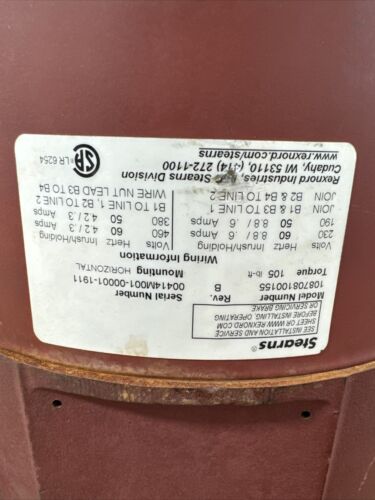 Stearns®
SEE INSTALLATION AND SERVICE
SHEET OR WWW.REXNORD.COM
BEFORE INSTALLING, OPERATING
OR SERVICING BRAKE
Model Number Rev. Serial Number
108708100155 B 00414M001-00001-1911
Torque 105 lb-ft Mounting HORIZONTAL
Wiring Information
Volts Hertz Inrush/Holding Volts Hertz Inrush/Holding
230 60 8.8 / .6 Amps 460 60 4.2 / .3 Amps
190 50 8.8 / .6 Amps 380 50 4.2 / .3 Amps
JOIN B1 & B3 TO LINE 1 B1 TO LINE 1, B2 TO LINE 2
JOIN B2 & B4 TO LINE 2 WIRE NUT LEAD B3 TO B4
Rexnord Industries, Stearns Division
Cudahy, WI 53110, (414) 272-1100
www.rexnord.com/stearns
SA
LR 6254